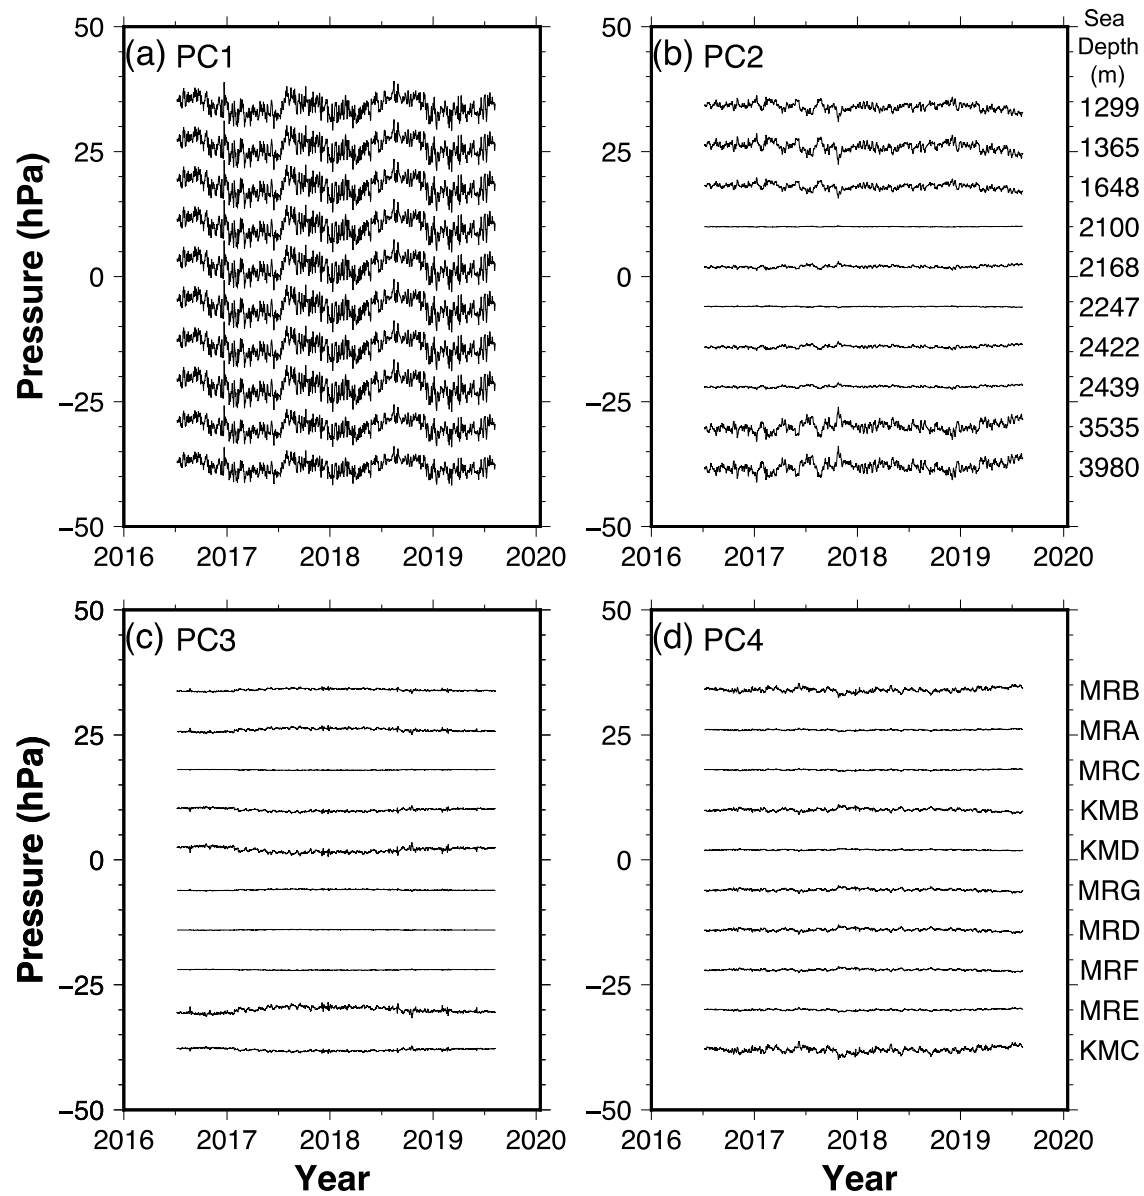 (a) PC1
50
25
0
−25
−50
Pressure (hPa)
2016 2017 2018 2019 2020
(b) PC2
50
25
0
−25
−50
2016 2017 2018 2019 2020
Sea
Depth
(m)
1299
1365
1648
2100
2168
2247
2422
2439
3535
3980
(c) PC3
50
25
0
−25
−50
Pressure (hPa)
2016 2017 2018 2019 2020
Year
(d) PC4
50
25
0
−25
−50
2016 2017 2018 2019 2020
Year
MRB
MRA
MRC
KMB
KMD
MRG
MRD
MRF
MRE
KMC